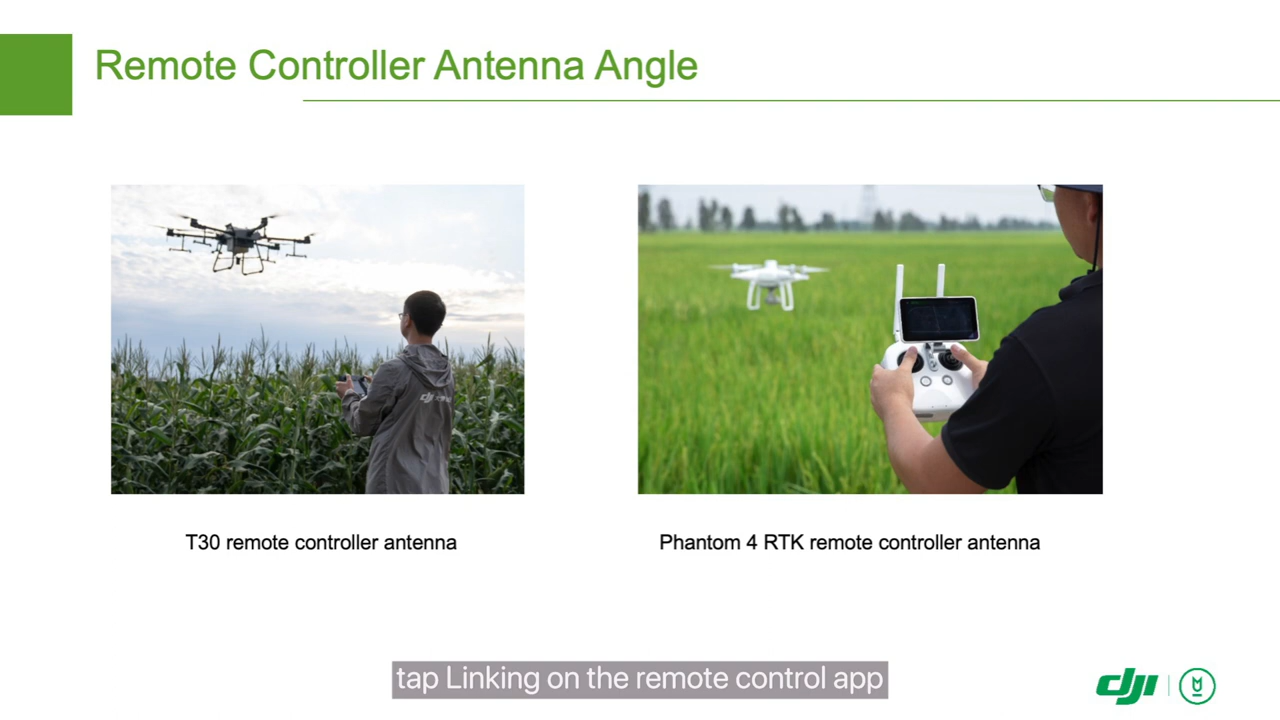 Remote Controller Antenna Angle
dji
T30 remote controller antenna
Phantom 4 RTK remote controller antenna
tap Linking on the remote control app
dji